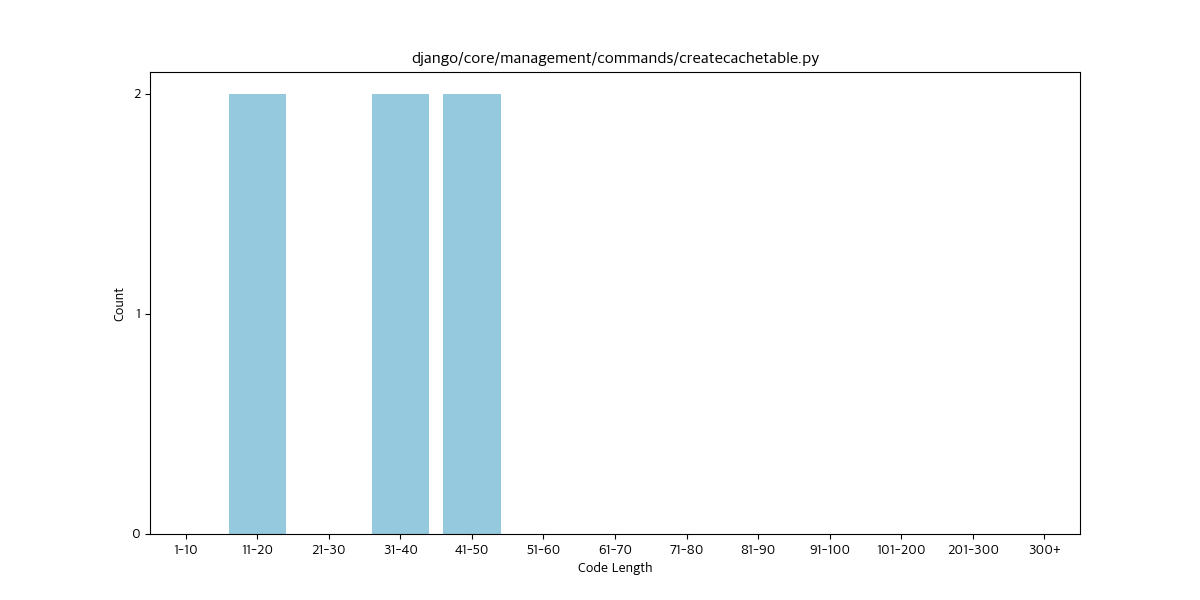 django/core/management/commands/createcachetable.py
2
1
0
Count
1-10 11-20 21-30 31-40 41-50 51-60 61-70 71-80 81-90 91-100 101-200 201-300 300+
Code Length